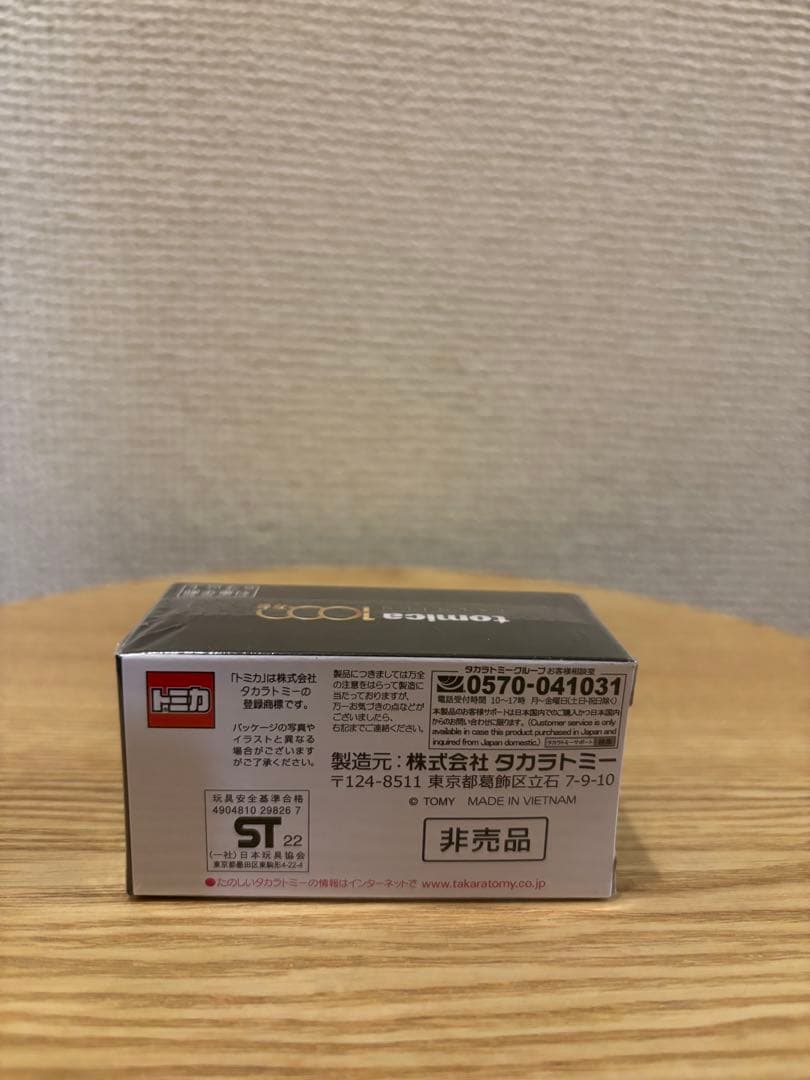 tomica 1000
トミカ
「トミカ」は株式会社
タカラトミーの
登録商標です。
パッケージの写真や
イラストと異なる
場合がございます
がご了承ください。
製品につきましては万全
の注意をはらって製造に
当たっておりますが、
万一お気づきの点などが
ございましたら、
右記までご連絡ください。
タカラトミーグループ お客様相談室
0570-041031
電話受付時間 10〜17時 月〜金曜日(土・日・祝日除く)
本製品のお客様サポートは日本国内でのご購入かつ日本国内
からのお問い合わせに限ります。(Customer service is only
available in case this product purchased in Japan and
inquired from Japan domestic.) タカラトミーサポート 検索
製造元:株式会社 タカラトミー
〒124-8511 東京都葛飾区立石 7-9-10
© TOMY MADE IN VIETNAM
玩具安全基準合格
4904810 29826 7
ST 22
(一社)日本玩具協会
東京都墨田区東駒形4-22-4
非売品
●たのしいタカラトミーの情報はインターネットで www.takaratomy.co.jp